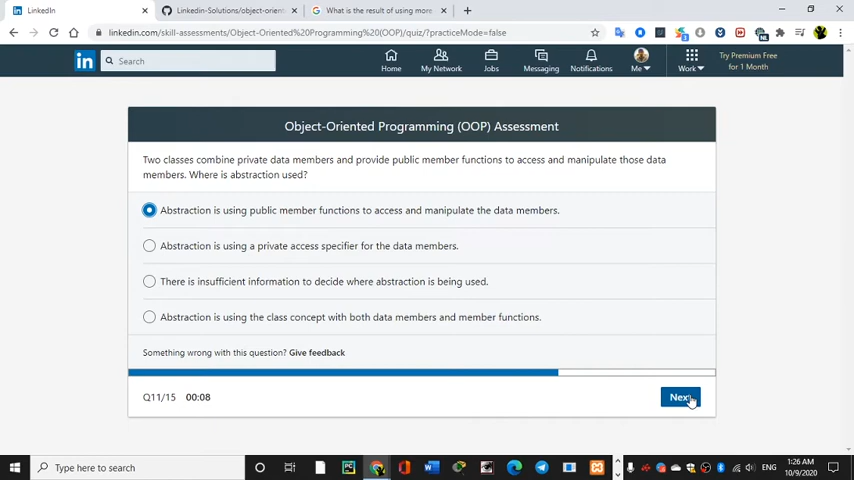 LinkedIn
Linkedin-Solutions/object-orient
What is the result of using more
linkedin.com/skill-assessments/Object-Oriented%20Programming%20(OOP)/quiz/?practiceMode=false
in
Search
Home
My Network
Jobs
Messaging
Notifications
Me
Work
Try Premium Free
for 1 Month
Object-Oriented Programming (OOP) Assessment
Two classes combine private data members and provide public member functions to access and manipulate those data
members. Where is abstraction used?
Abstraction is using public member functions to access and manipulate the data members.
Abstraction is using a private access specifier for the data members.
There is insufficient information to decide where abstraction is being used.
Abstraction is using the class concept with both data members and member functions.
Something wrong with this question? Give feedback
Q11/15 00:08
Next
Type here to search
ENG
1:26 AM
10/9/2020